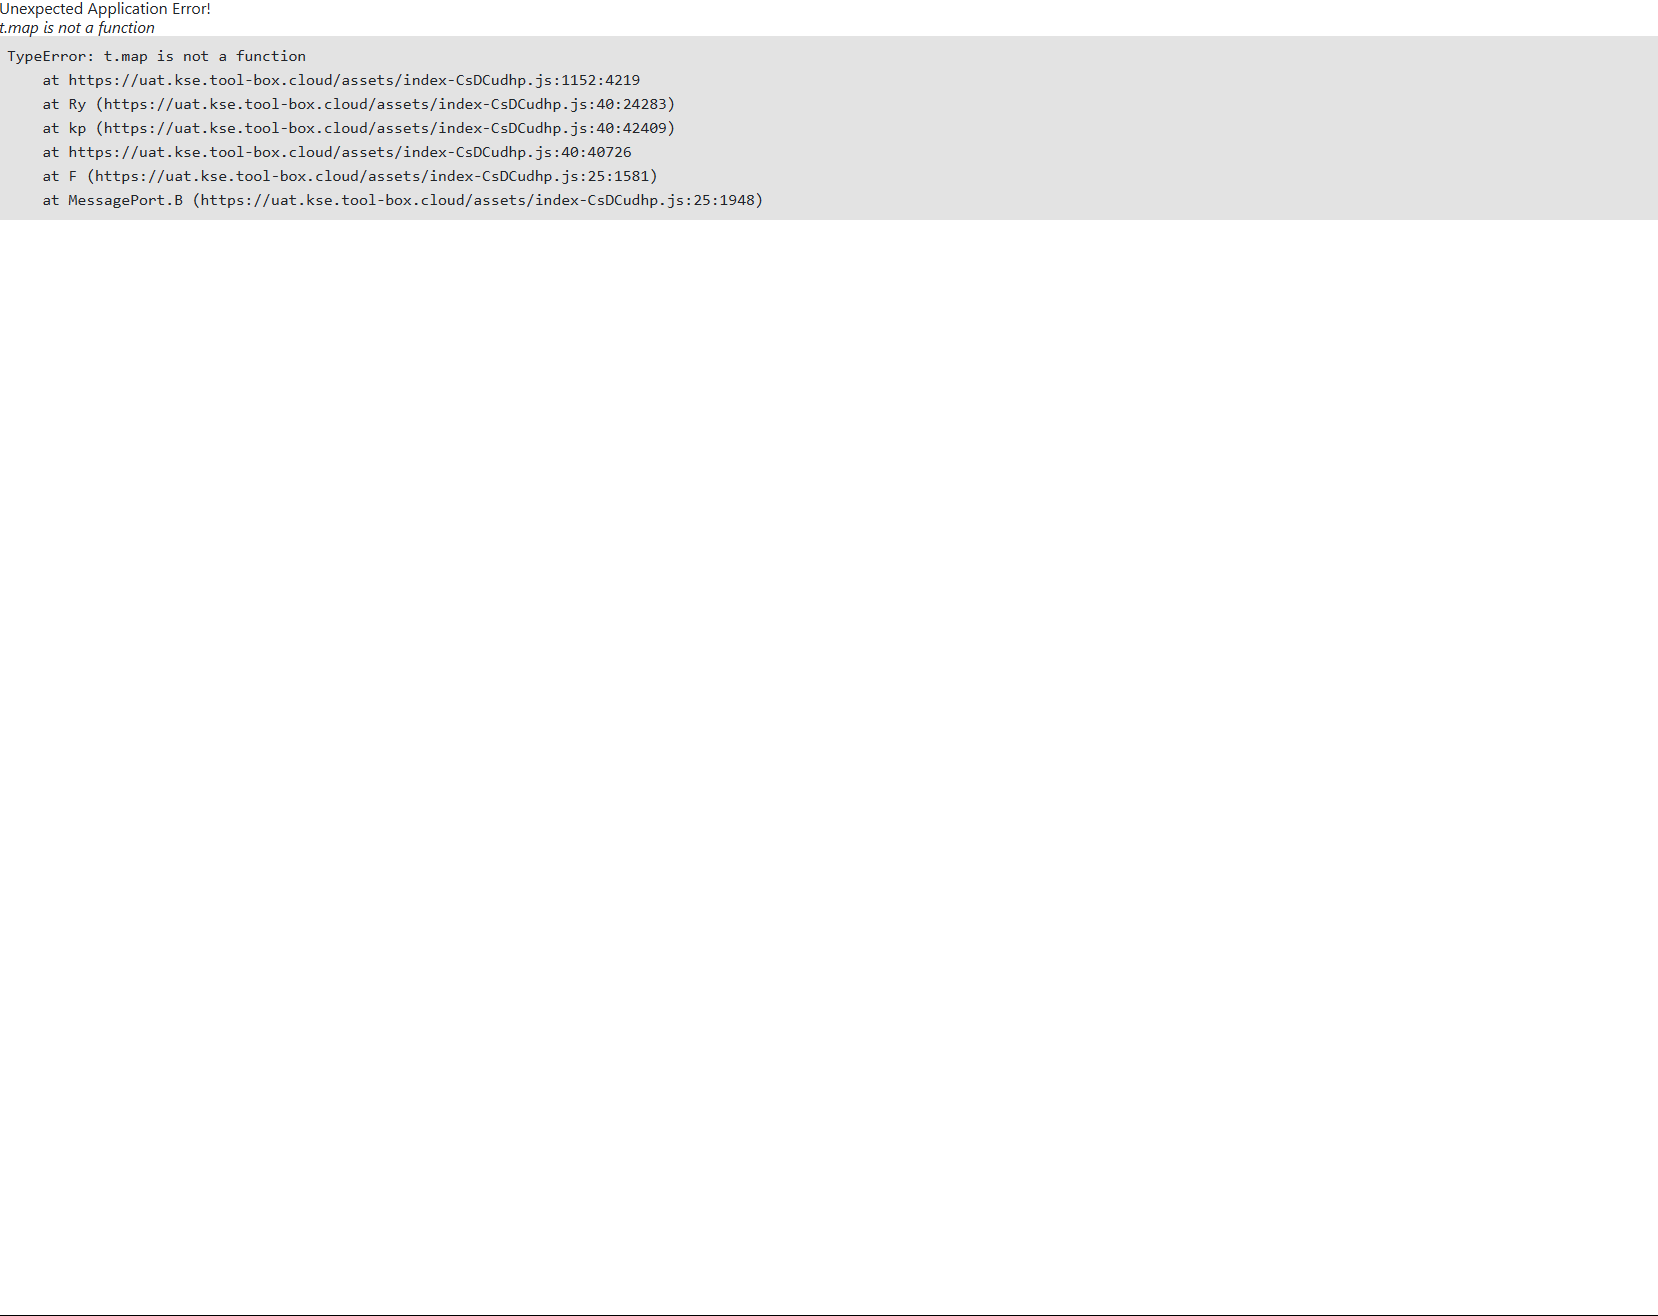 Unexpected Application Error!
t.map is not a function
TypeError: t.map is not a function
    at https://uat.kse.tool-box.cloud/assets/index-CsDCudhp.js:1152:4219
    at Ry (https://uat.kse.tool-box.cloud/assets/index-CsDCudhp.js:40:24283)
    at kp (https://uat.kse.tool-box.cloud/assets/index-CsDCudhp.js:40:42409)
    at https://uat.kse.tool-box.cloud/assets/index-CsDCudhp.js:40:40726
    at F (https://uat.kse.tool-box.cloud/assets/index-CsDCudhp.js:25:1581)
    at MessagePort.B (https://uat.kse.tool-box.cloud/assets/index-CsDCudhp.js:25:1948)